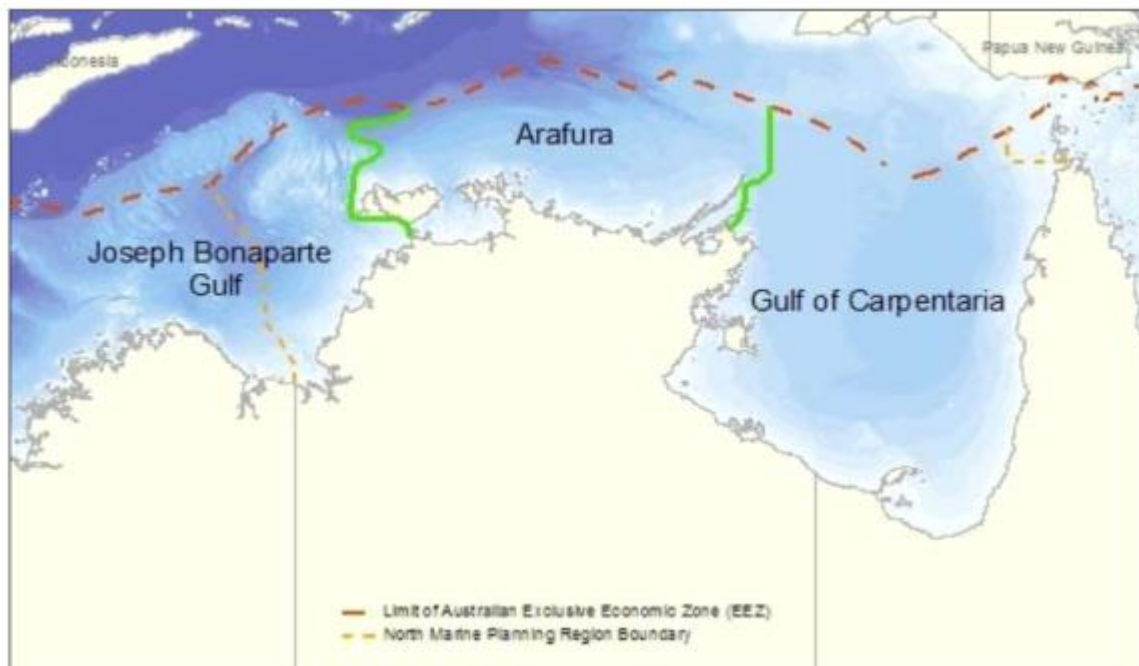 ndonesia
Papua New Guinea
Arafura
Joseph Bonaparte
Gulf
Gulf of Carpentaria
Limit of Australian Exclusive Economic Zone (EEZ)
North Marine Planning Region Boundary